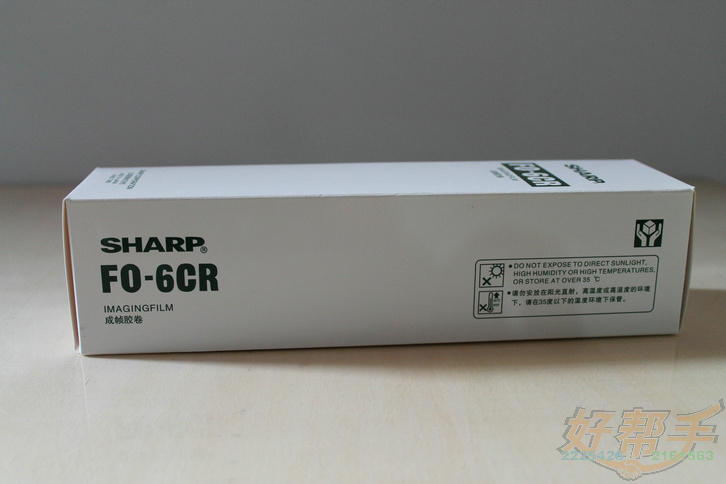 SHARP
FO-6CR
SHARP®
FO-6CR
IMAGINGFILM
成帧胶卷
• DO NOT EXPOSE TO DIRECT SUNLIGHT,
HIGH HUMIDITY OR HIGH TEMPERATURES,
OR STORE AT OVER 35 ℃
• 请勿安放在阳光直射，高温度或高湿度的环境
下，请在35度以下的温度环境下保管。
好帮手